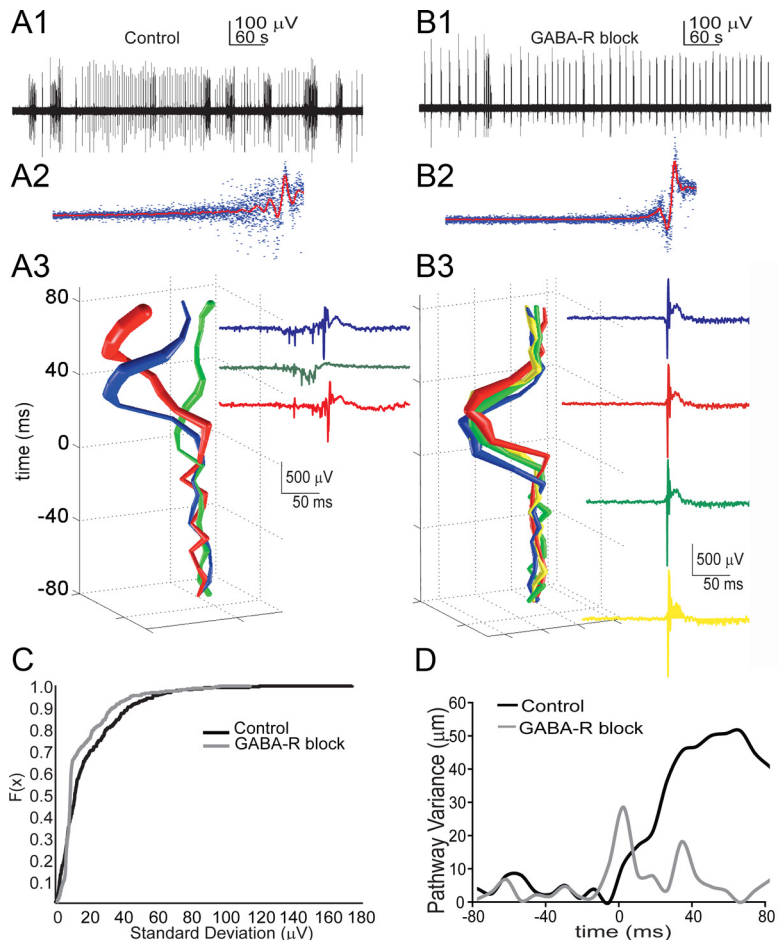 A1
Control
100 µV
60 s
B1
GABA-R block
100 µV
60 s
A2
B2
A3
80
40
0
-40
-80
time (ms)
500 µV
50 ms
B3
500 µV
50 ms
C
1.0
0.9
0.8
0.7
0.6
0.5
0.4
0.3
0.2
0.1
F(x)
Control
GABA-R block
0 20 40 60 80 100 120 140 160 180
Standard Deviation (µV)
D
60
50
40
30
20
10
0
Pathway Variance (µm)
Control
GABA-R block
-80 -40 0 40 80
time (ms)